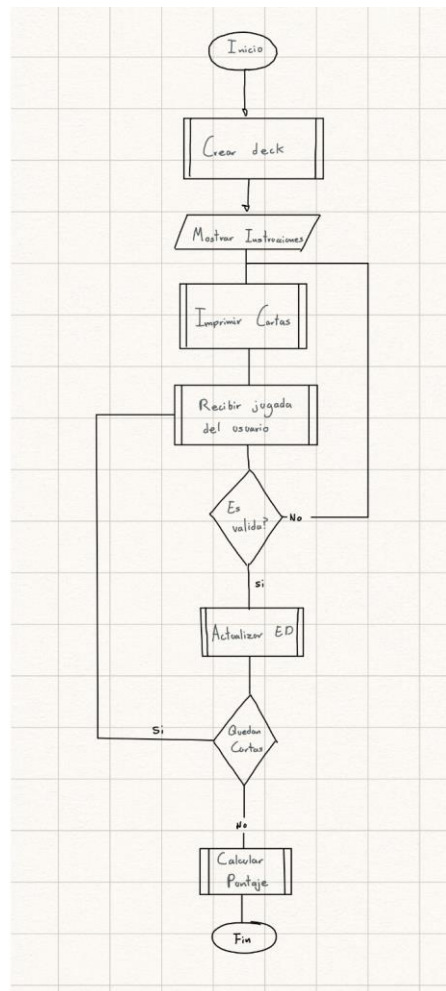 Inicio
Crear deck
Mostrar Instrucciones
Imprimir Cartas
Recibir jugada
del usuario
Es
valida?
No
Si
Actualizar ED
Quedan
Cartas
Si
No
Calcular
Pontaje
Fin